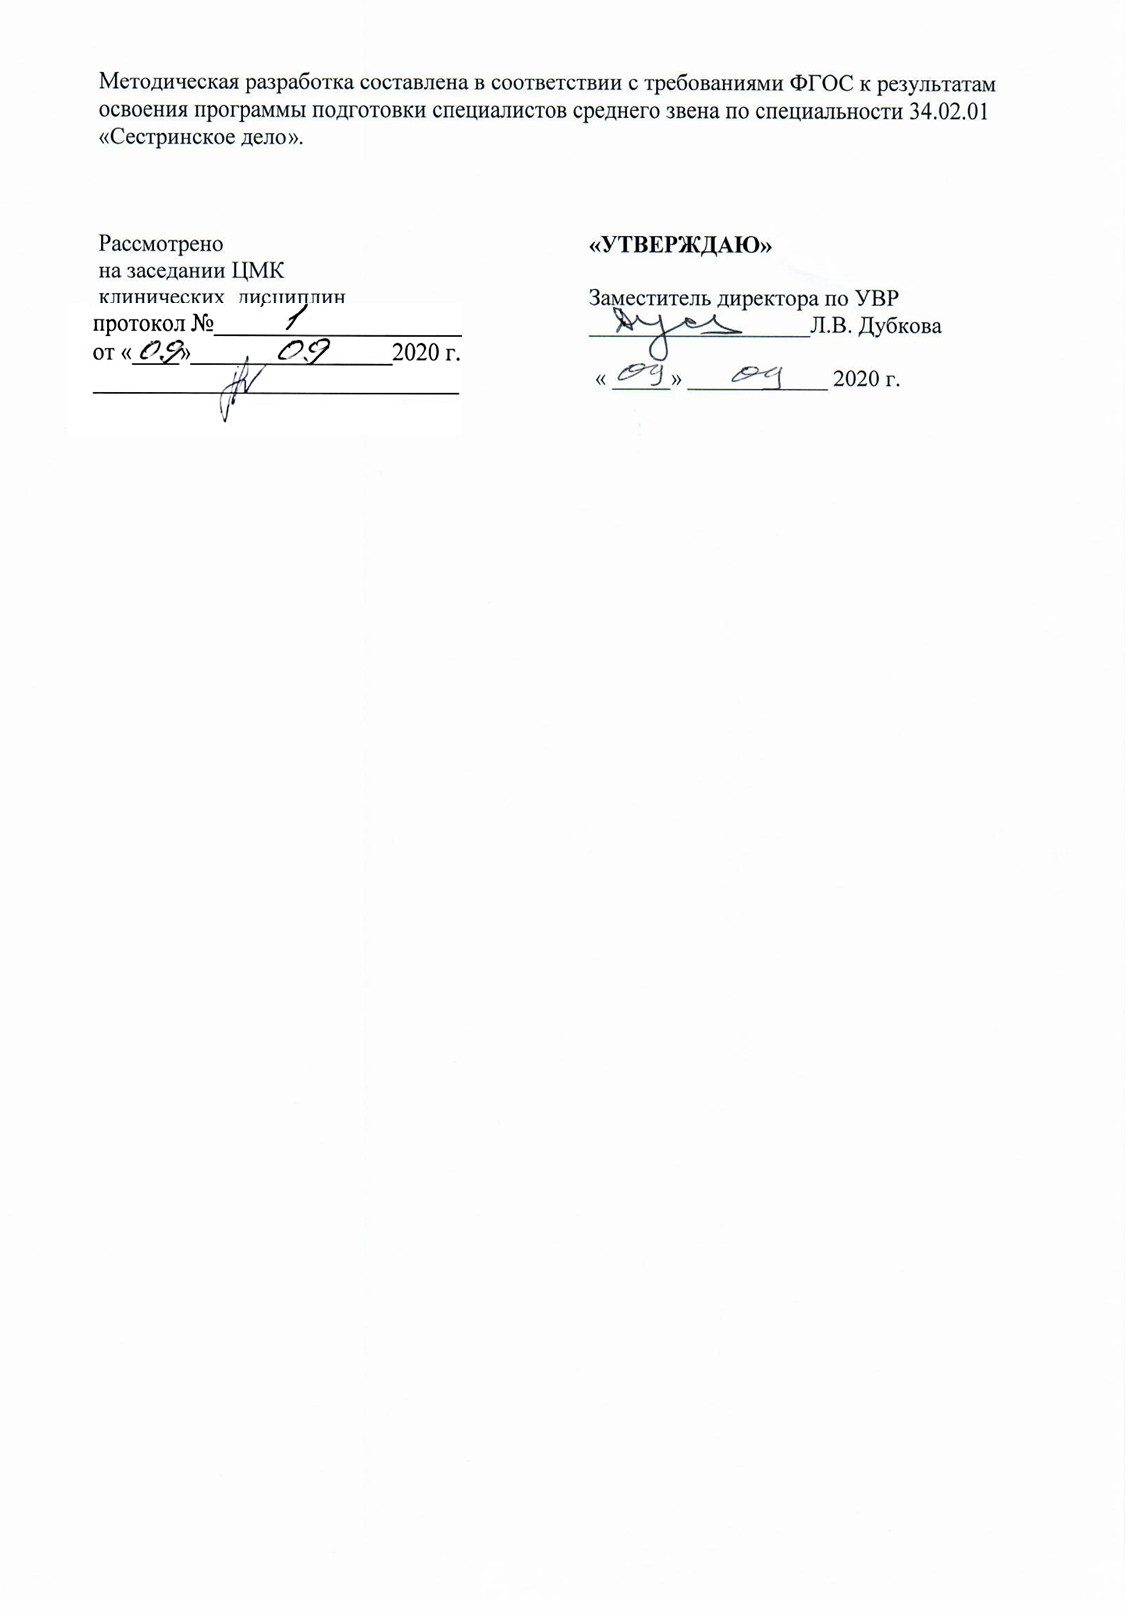 Методическая разработка составлена в соответствии с требованиями ФГОС к результатам
освоения программы подготовки специалистов среднего звена по специальности 34.02.01
«Сестринское дело».
Рассмотрено
на заседании ЦМК
клинических дисциплин
протокол № 1
от «09» 09 2020 г.
«УТВЕРЖДАЮ»
Заместитель директора по УВР
Л.В. Дубкова
«09» 09 2020 г.